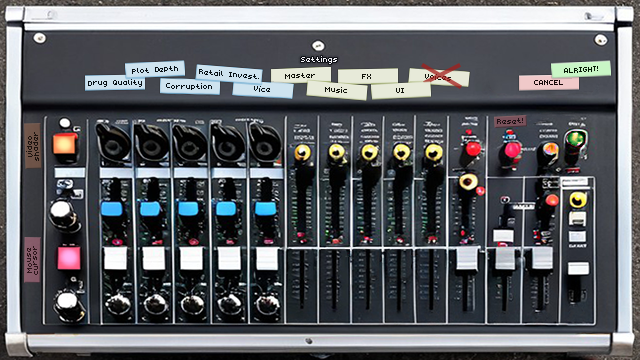 Settings
Plot Depth
Retail Invest.
Master
FX
Voices
ALRIGHT!
Drug Quality
Corruption
Vice
Music
UI
CANCEL
Reset!
Video
shader
Mouse
cursor